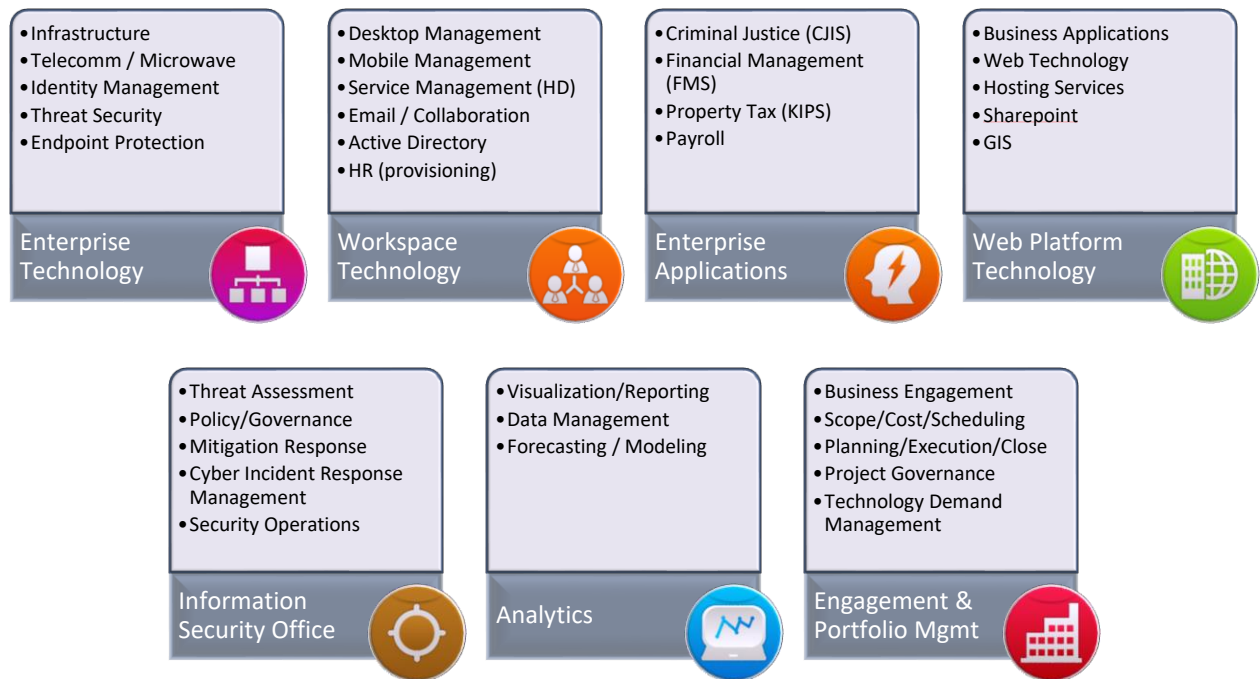 • Infrastructure
• Telecomm / Microwave
• Identity Management
• Threat Security
• Endpoint Protection
Enterprise
Technology
• Desktop Management
• Mobile Management
• Service Management (HD)
• Email / Collaboration
• Active Directory
• HR (provisioning)
Workspace
Technology
• Criminal Justice (CJIS)
• Financial Management
(FMS)
• Property Tax (KIPS)
• Payroll
Enterprise
Applications
• Business Applications
• Web Technology
• Hosting Services
• Sharepoint
• GIS
Web Platform
Technology
• Threat Assessment
• Policy/Governance
• Mitigation Response
• Cyber Incident Response
Management
• Security Operations
Information
Security Office
• Visualization/Reporting
• Data Management
• Forecasting / Modeling
Analytics
• Business Engagement
• Scope/Cost/Scheduling
• Planning/Execution/Close
• Project Governance
• Technology Demand
Management
Engagement &
Portfolio Mgmt